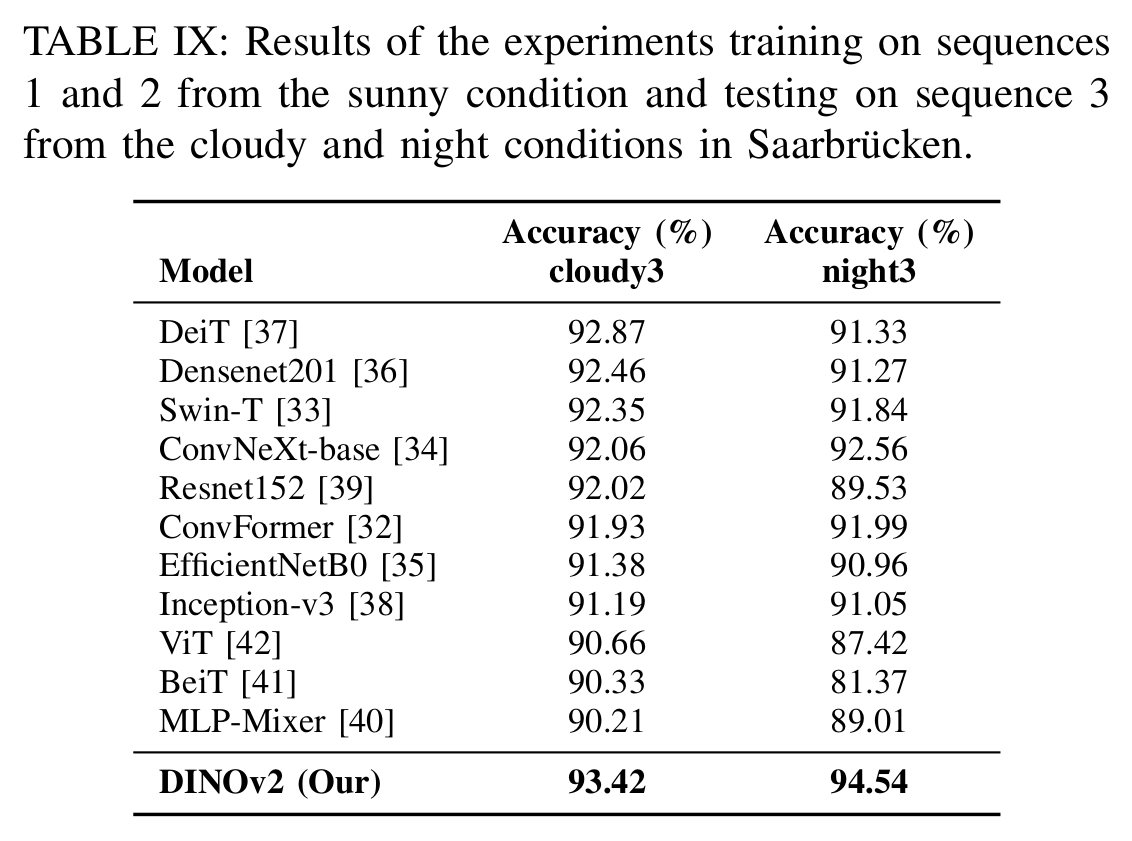 TABLE IX: Results of the experiments training on sequences
1 and 2 from the sunny condition and testing on sequence 3
from the cloudy and night conditions in Saarbrücken.
Model Accuracy (%) cloudy3 Accuracy (%) night3
DeiT [37] 92.87 91.33
Densenet201 [36] 92.46 91.27
Swin-T [33] 92.35 91.84
ConvNeXt-base [34] 92.06 92.56
Resnet152 [39] 92.02 89.53
ConvFormer [32] 91.93 91.99
EfficientNetB0 [35] 91.38 90.96
Inception-v3 [38] 91.19 91.05
ViT [42] 90.66 87.42
BeiT [41] 90.33 81.37
MLP-Mixer [40] 90.21 89.01
DINOv2 (Our) 93.42 94.54